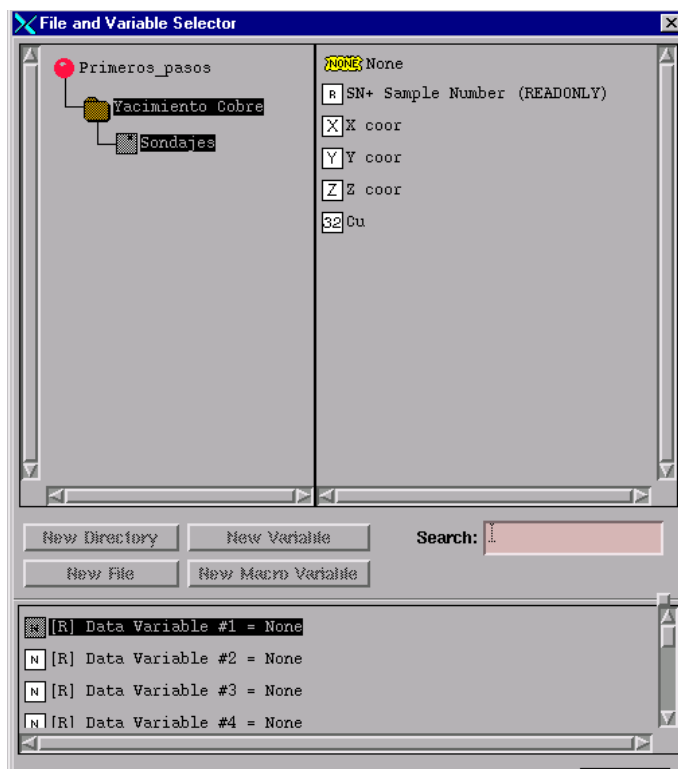 File and Variable Selector
Primeros_pasos
Yacimiento Cobre
Sondajes
NONE None
R SN+ Sample Number (READONLY)
X X coor
Y Y coor
Z Z coor
32 Cu
New Directory New Variable Search:
New File New Macro Variable
N [R] Data Variable #1 = None
N [R] Data Variable #2 = None
N [R] Data Variable #3 = None
N [R] Data Variable #4 = None